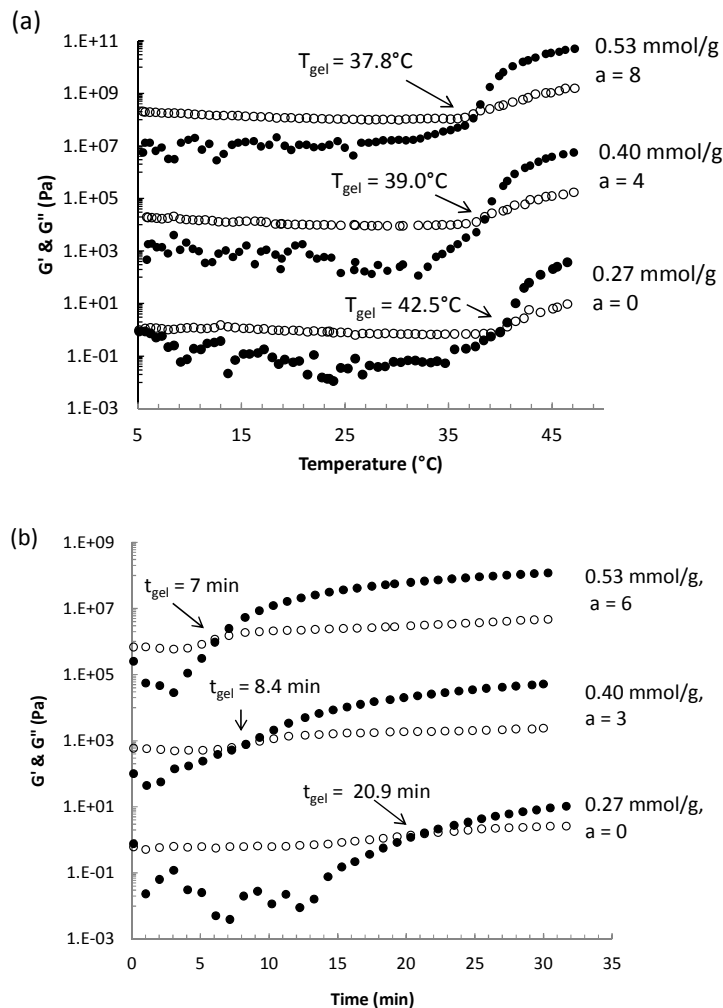 (a)
1.E+11
1.E+09
1.E+07
1.E+05
1.E+03
1.E+01
1.E-01
1.E-03
G' & G" (Pa)
5 15 25 35 45
Temperature (°C)
T_gel = 37.8°C
0.53 mmol/g
a = 8
T_gel = 39.0°C
0.40 mmol/g
a = 4
T_gel = 42.5°C
0.27 mmol/g
a = 0
(b)
1.E+09
1.E+07
1.E+05
1.E+03
1.E+01
1.E-01
1.E-03
G' & G" (Pa)
0 5 10 15 20 25 30 35
Time (min)
t_gel = 7 min
0.53 mmol/g,
a = 6
t_gel = 8.4 min
0.40 mmol/g,
a = 3
t_gel = 20.9 min
0.27 mmol/g,
a = 0